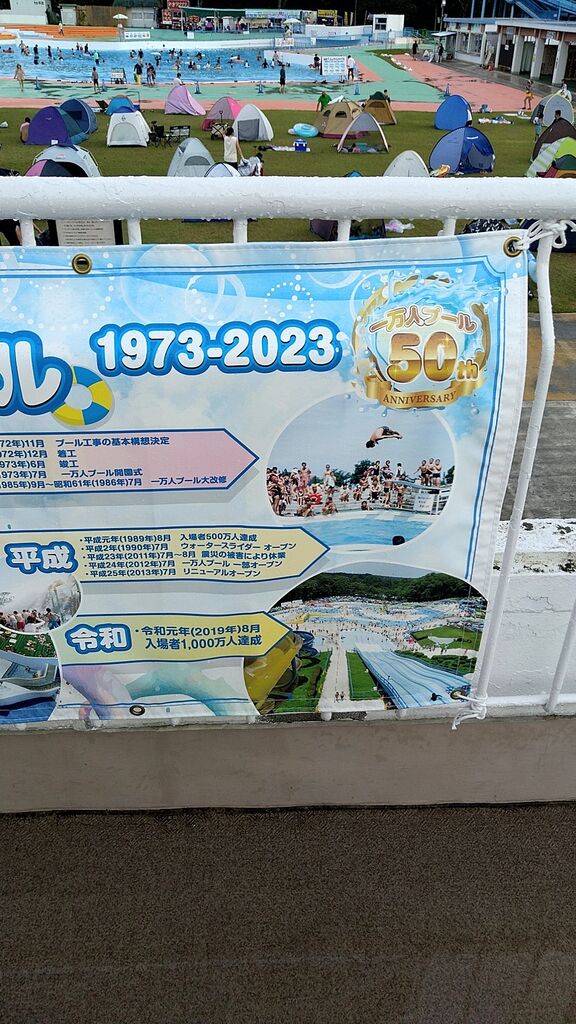 ル
1973-2023
一万人プール
50th
ANNIVERSARY
72年)11月 プール工事の基本構想決定
972年)12月 着工
973年)6月 竣工
1973年)7月 一万人プール開園式
1985年)9月～昭和61年(1986年)7月 一万人プール大改修
平成
・平成元年(1989年)8月 入場者500万人達成
・平成2年(1990年)7月 ウォータースライダー オープン
・平成23年(2011年)7月～8月 震災の被害により休業
・平成24年(2012年)7月 一万人プール 一部オープン
・平成25年(2013年)7月 リニューアルオープン
令和
・令和元年(2019年)8月
入場者1,000万人達成